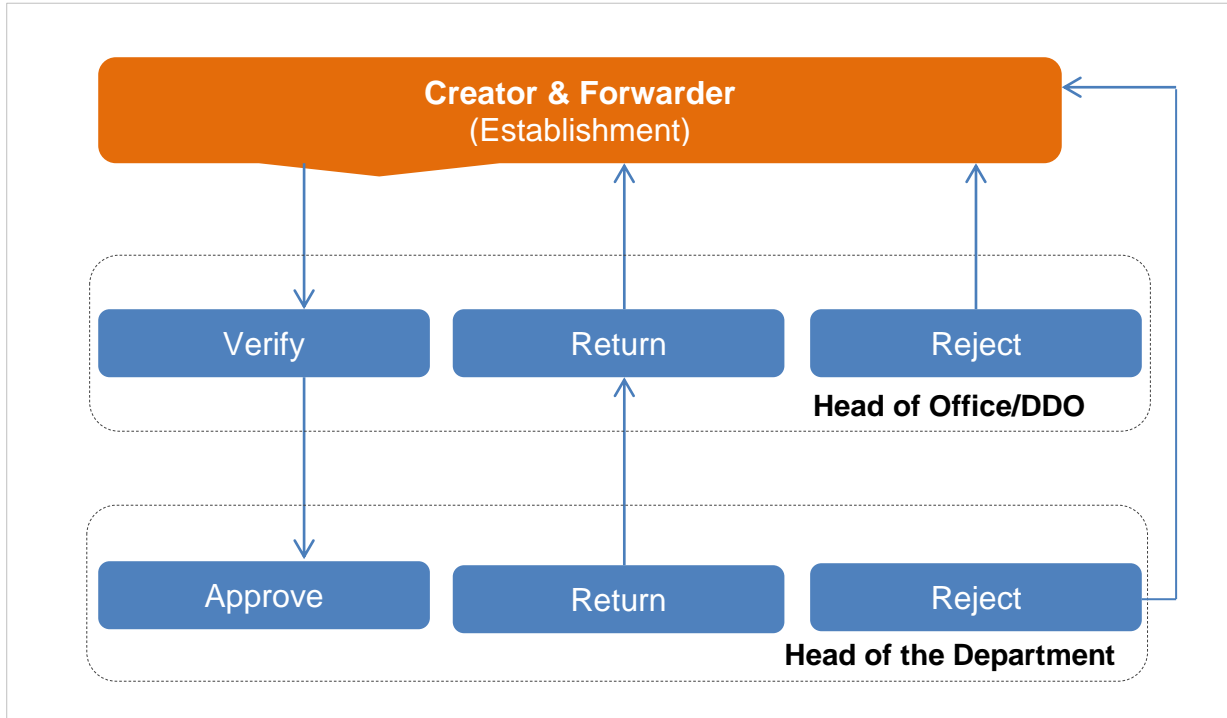 Creator & Forwarder
(Establishment)
Verify
Return
Reject
Head of Office/DDO
Approve
Return
Reject
Head of the Department